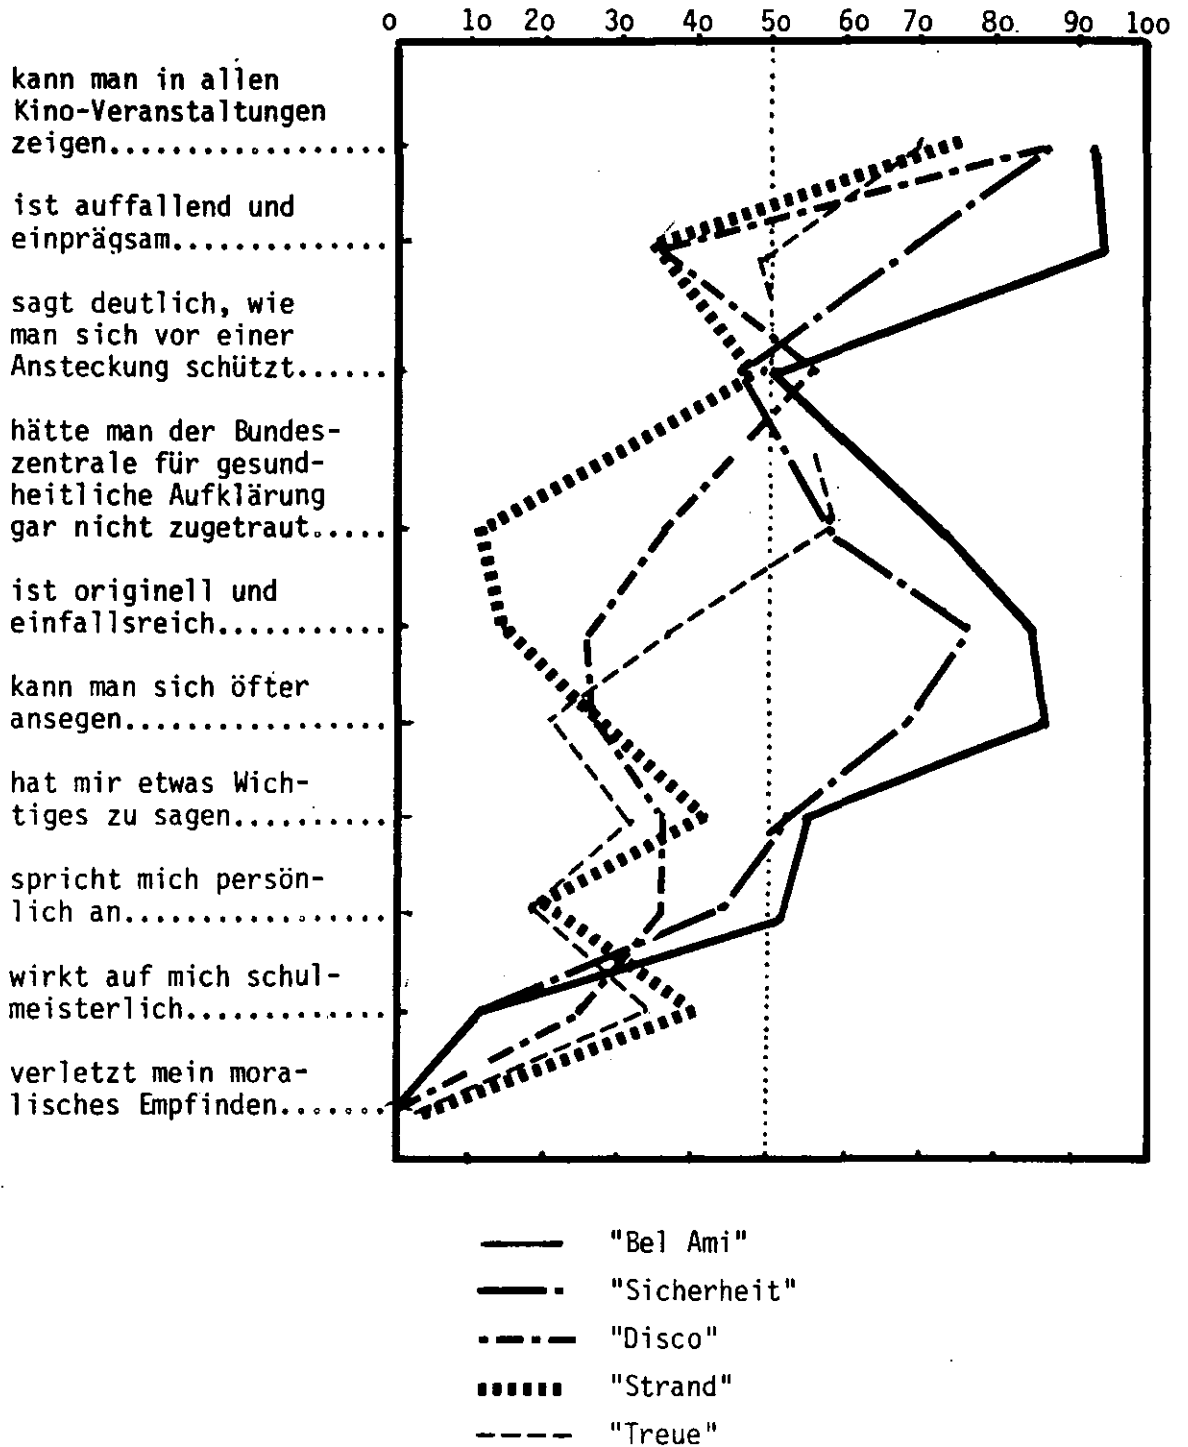 0 10 20 30 40 50 60 70 80. 90 100
kann man in allen
Kino-Veranstaltungen
zeigen..................
ist auffallend und
einprägsam..............
sagt deutlich, wie
man sich vor einer
Ansteckung schützt......
hätte man der Bundes-
zentrale für gesund-
heitliche Aufklärung
gar nicht zugetraut.....
ist originell und
einfallsreich...........
kann man sich öfter
ansegen.................
hat mir etwas Wich-
tiges zu sagen..........
spricht mich persön-
lich an.................
wirkt auf mich schul-
meisterlich.............
verletzt mein mora-
lisches Empfinden.......
"Bel Ami"
"Sicherheit"
"Disco"
"Strand"
"Treue"